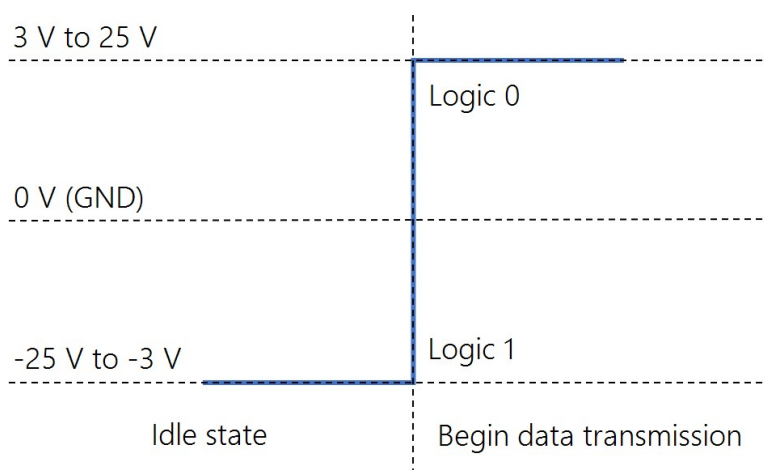 3 V to 25 V
Logic 0
0 V (GND)
Logic 1
-25 V to -3 V
Idle state
Begin data transmission